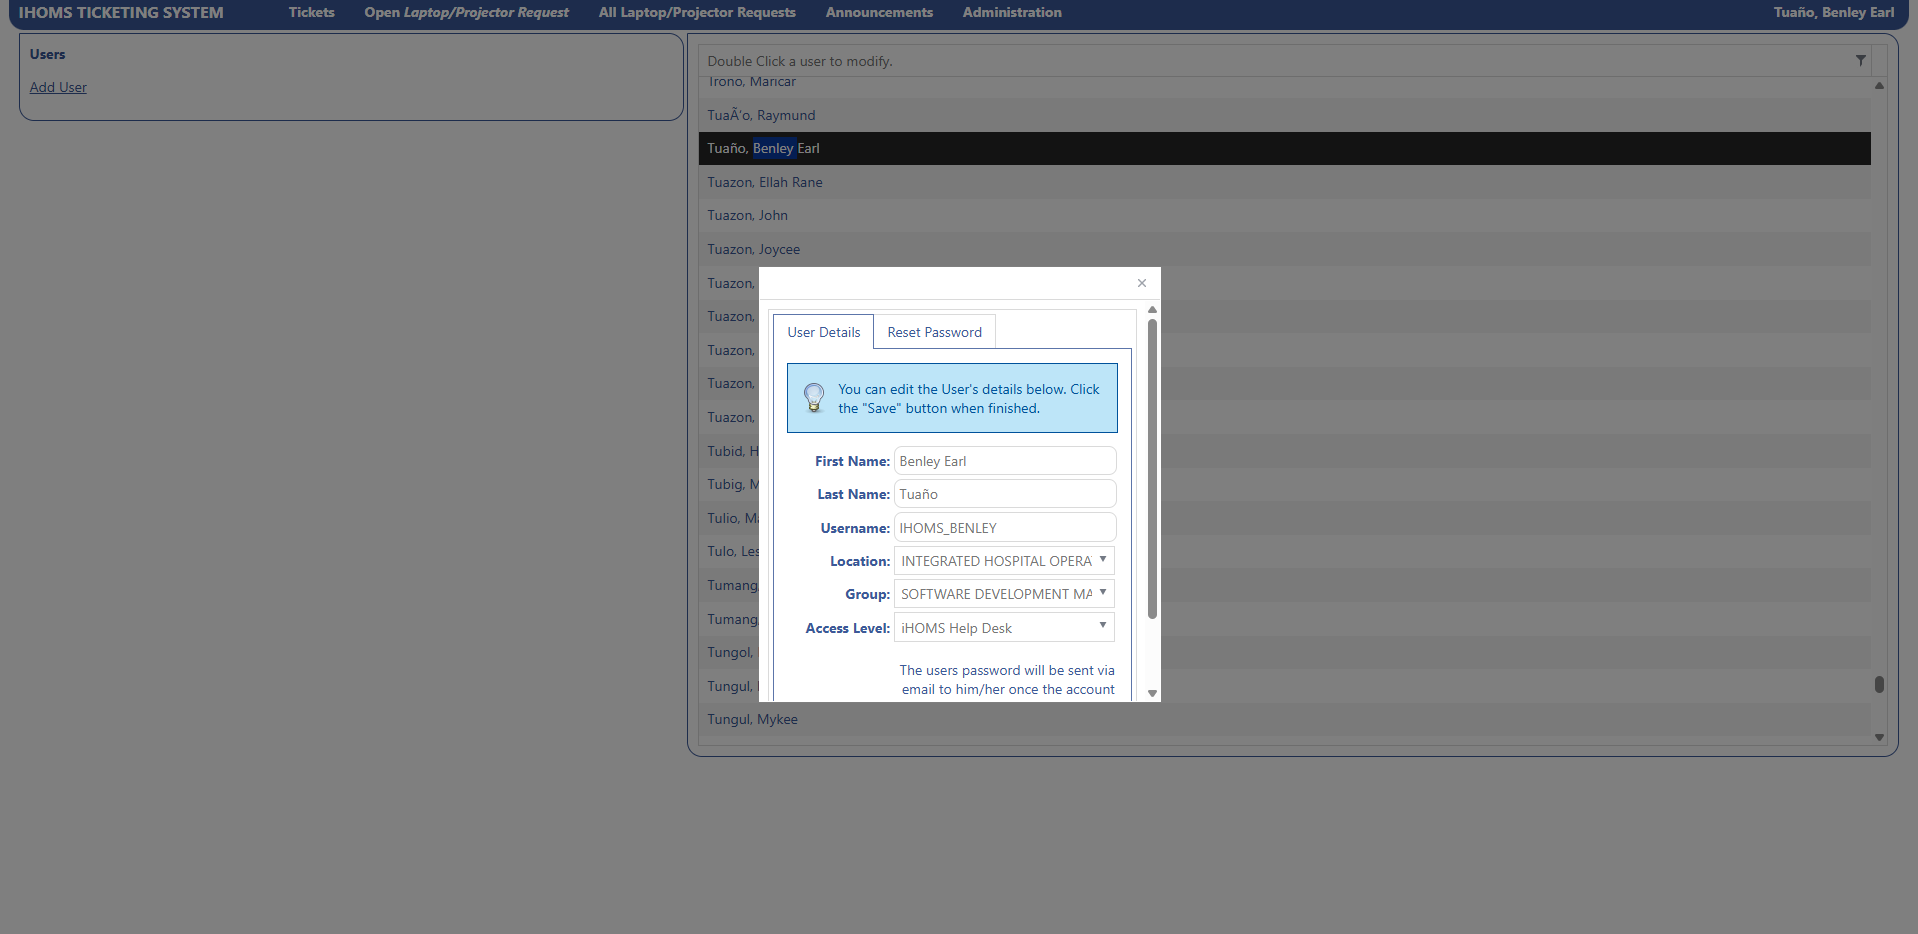 IHOMS TICKETING SYSTEM Tickets Open Laptop/Projector Request All Laptop/Projector Requests Announcements Administration Tuaño, Benley Earl
Users
Add User
Double Click a user to modify.
Trono, Maricar
TuaÃ'o, Raymund
Tuaño, Benley Earl
Tuazon, Ellah Rane
Tuazon, John
Tuazon, Joycee
Tuazon,
Tuazon,
Tuazon,
Tuazon,
Tuazon,
Tubid, H
Tubig, M
Tulio, Ma
Tulo, Les
Tumang,
Tumang,
Tungol,
Tungul,
Tungul, Mykee
×
User Details Reset Password
You can edit the User's details below. Click
the "Save" button when finished.
First Name: Benley Earl
Last Name: Tuaño
Username: IHOMS_BENLEY
Location: INTEGRATED HOSPITAL OPERA
Group: SOFTWARE DEVELOPMENT MA
Access Level: iHOMS Help Desk
The users password will be sent via
email to him/her once the account